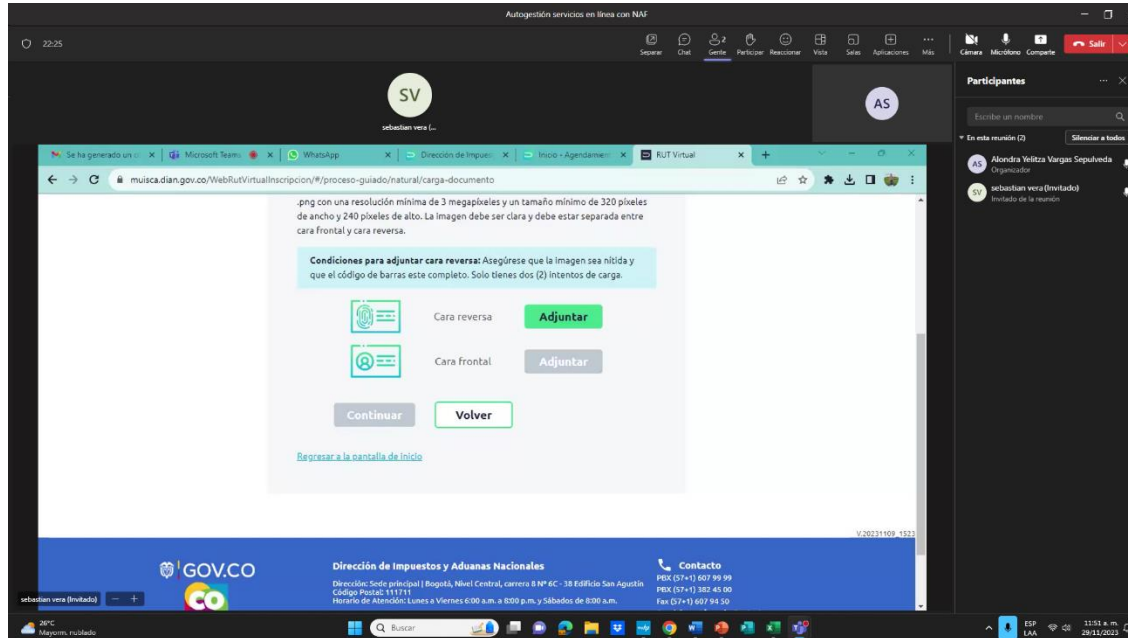 Autogestión servicios en línea con NAF
22:25
Separar Chat Gente 2 Participar Reaccionar Vista Salas Aplicaciones Más Cámara Micrófono Comparte Salir
SV
sebastian vera (...
AS
Participantes
Escribe un nombre
En esta reunión (2) Silenciar a todos
AS Alondra Yelitza Vargas Sepulveda
Organizador
SV sebastian vera (Invitado)
Invitado de la reunión
Se ha generado un c Microsoft Teams WhatsApp Dirección de Impues Inicio - Agendamien RUT Virtual
muisca.dian.gov.co/WebRutVirtualInscripcion/#/proceso-guiado/natural/carga-documento
.png con una resolución mínima de 3 megapíxeles y un tamaño mínimo de 320 píxeles
de ancho y 240 píxeles de alto. La imagen debe ser clara y debe estar separada entre
cara frontal y cara reversa.
Condiciones para adjuntar cara reversa: Asegúrese que la imagen sea nítida y
que el código de barras este completo. Solo tienes dos (2) intentos de carga.
Cara reversa Adjuntar
Cara frontal Adjuntar
Continuar Volver
Regresar a la pantalla de inicio
V.20231109_1523
GOV.CO
CO
Dirección de Impuestos y Aduanas Nacionales
Dirección: Sede principal | Bogotá, Nivel Central, carrera 8 Nº 6C - 38 Edificio San Agustín
Código Postal: 111711
Horario de Atención: Lunes a Viernes 6:00 a.m. a 8:00 p.m. y Sábados de 8:00 a.m.
Contacto
PBX (57+1) 607 99 99
PBX (57+1) 382 45 00
Fax (57+1) 607 94 50
sebastian vera (Invitado)
26°C
Mayorm. nublado
Buscar
ESP
LAA
11:51 a. m.
29/11/2023